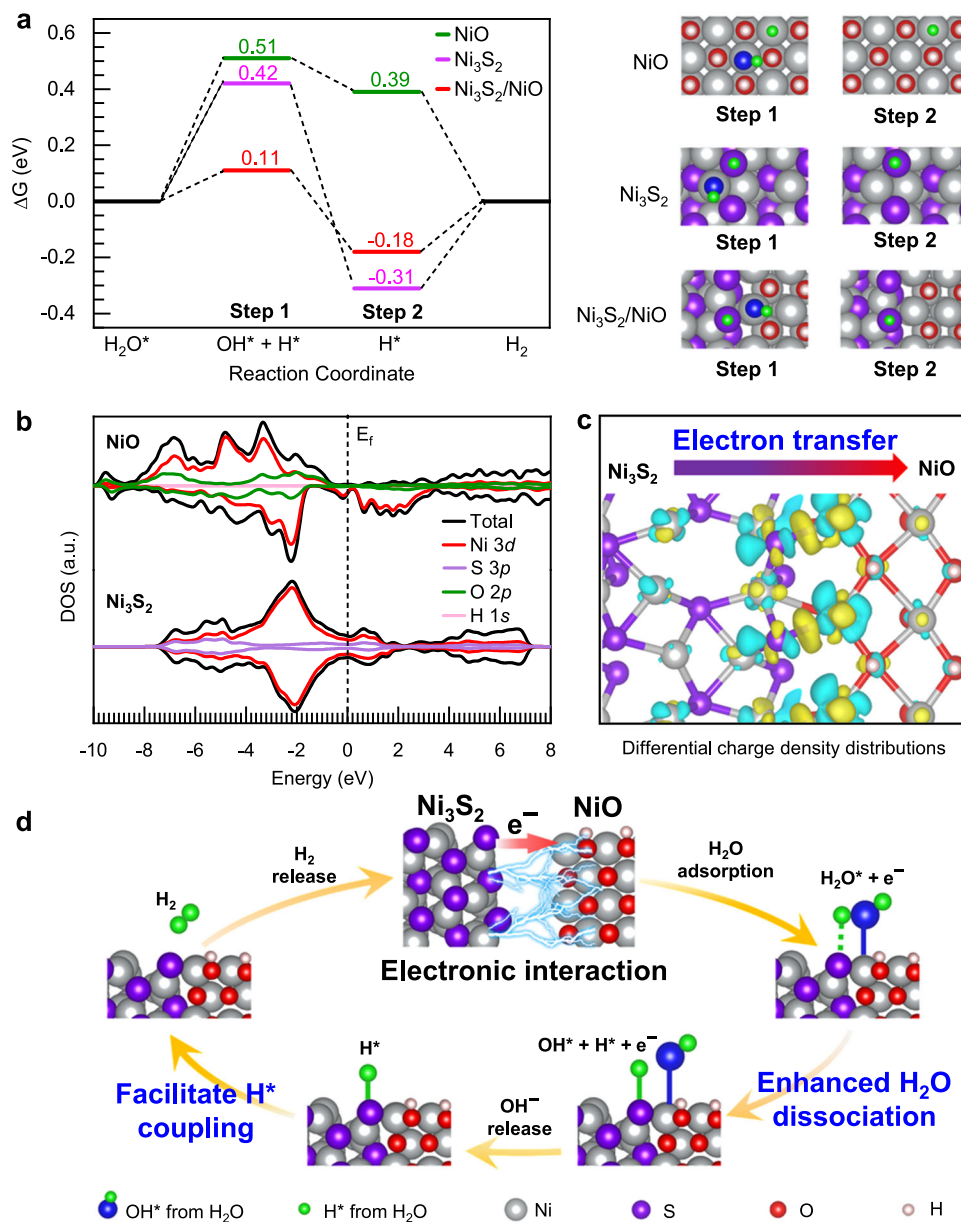 a
0.6
0.4
0.2
0.0
-0.2
-0.4
ΔG (eV)
NiO
Ni₃S₂
Ni₃S₂/NiO
0.51
0.42
0.39
0.11
-0.18
-0.31
Step 1
Step 2
H₂O*
OH* + H*
H*
H₂
Reaction Coordinate
NiO
Step 1
Step 2
Ni₃S₂
Step 1
Step 2
Ni₃S₂/NiO
Step 1
Step 2
b
NiO
E_f
Total
Ni 3d
S 3p
O 2p
H 1s
Ni₃S₂
DOS (a.u.)
-10 -8 -6 -4 -2 0 2 4 6 8
Energy (eV)
c
Electron transfer
Ni₃S₂
NiO
Differential charge density distributions
d
Ni₃S₂
NiO
e⁻
Electronic interaction
H₂O
adsorption
H₂O* + e⁻
Enhanced H₂O
dissociation
OH* + H* + e⁻
OH⁻
release
H*
Facilitate H*
coupling
H₂
H₂
release
OH* from H₂O
H* from H₂O
Ni
S
O
H